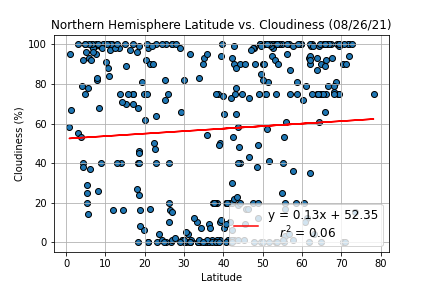 Northern Hemisphere Latitude vs. Cloudiness (08/26/21)
100
80
60
40
20
0
Cloudiness (%)
y = 0.13x + 52.35
r² = 0.06
0 10 20 30 40 50 60 70 80
Latitude